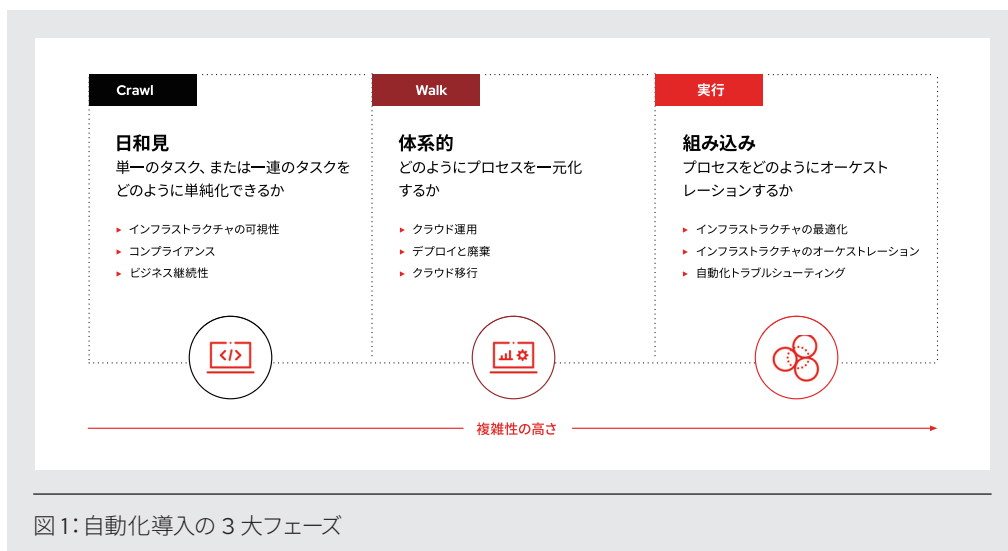 Crawl
日和見
単一のタスク、または一連のタスクを
どのように単純化できるか
▸ インフラストラクチャの可視性
▸ コンプライアンス
▸ ビジネス継続性
Walk
体系的
どのようにプロセスを一元化
するか
▸ クラウド運用
▸ デプロイと廃棄
▸ クラウド移行
実行
組み込み
プロセスをどのようにオーケスト
レーションするか
▸ インフラストラクチャの最適化
▸ インフラストラクチャのオーケストレーション
▸ 自動化トラブルシューティング
複雑性の高さ
図1：自動化導入の 3 大フェーズ